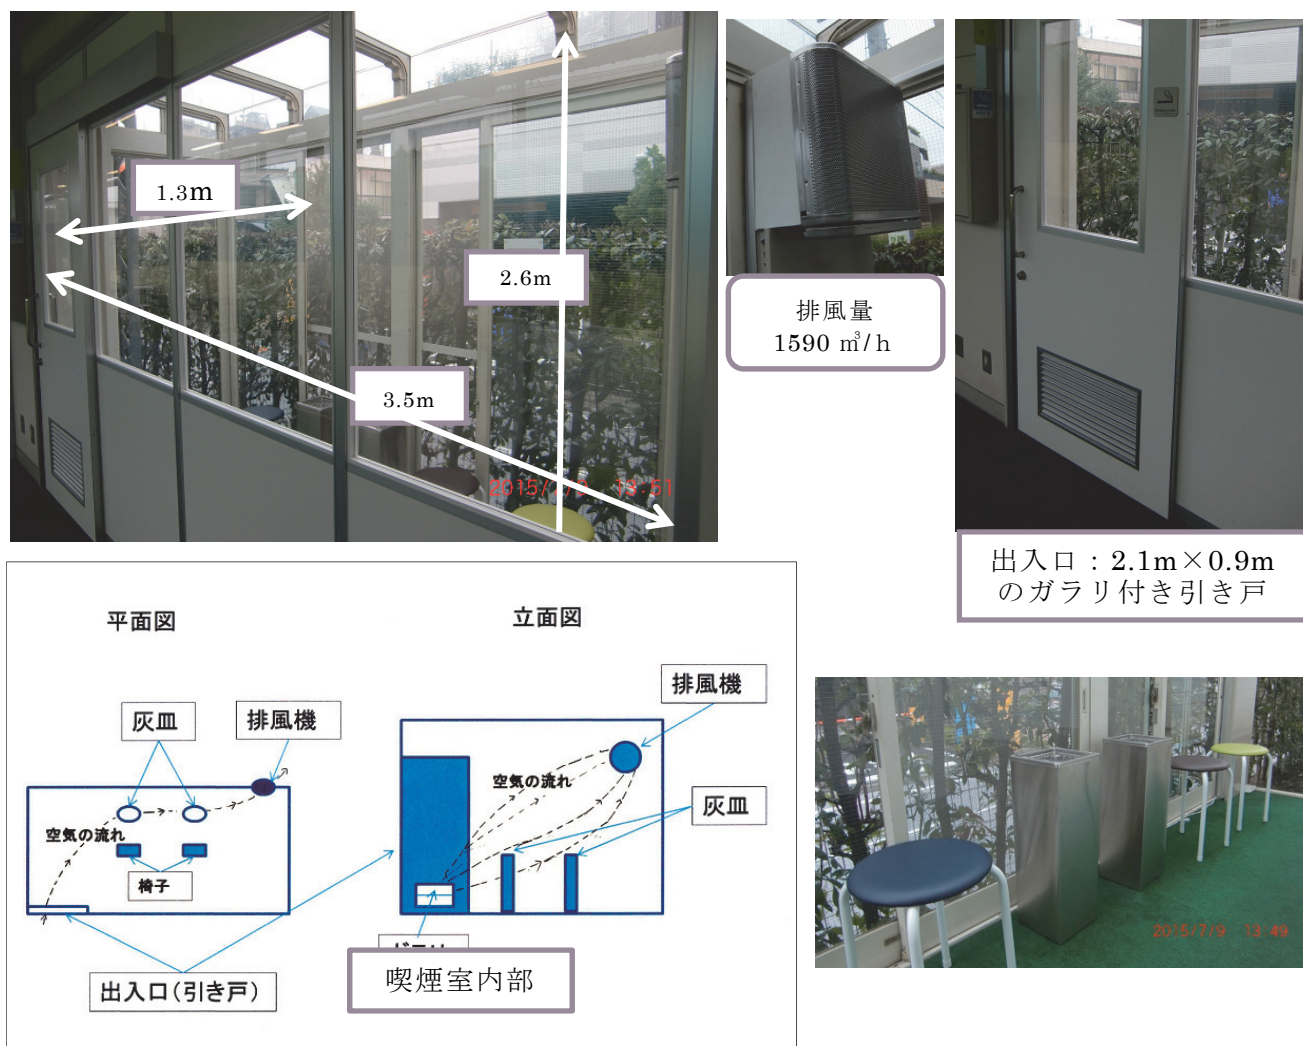 1.3m
2.6m
3.5m
2015/7/9 13:51
排風量
1590 ㎥/h
出入口：2.1m×0.9m
のガラリ付き引き戸
平面図
立面図
灰皿
排風機
空気の流れ
椅子
出入口(引き戸)
排風機
空気の流れ
灰皿
喫煙室内部
2015/7/9 13:49